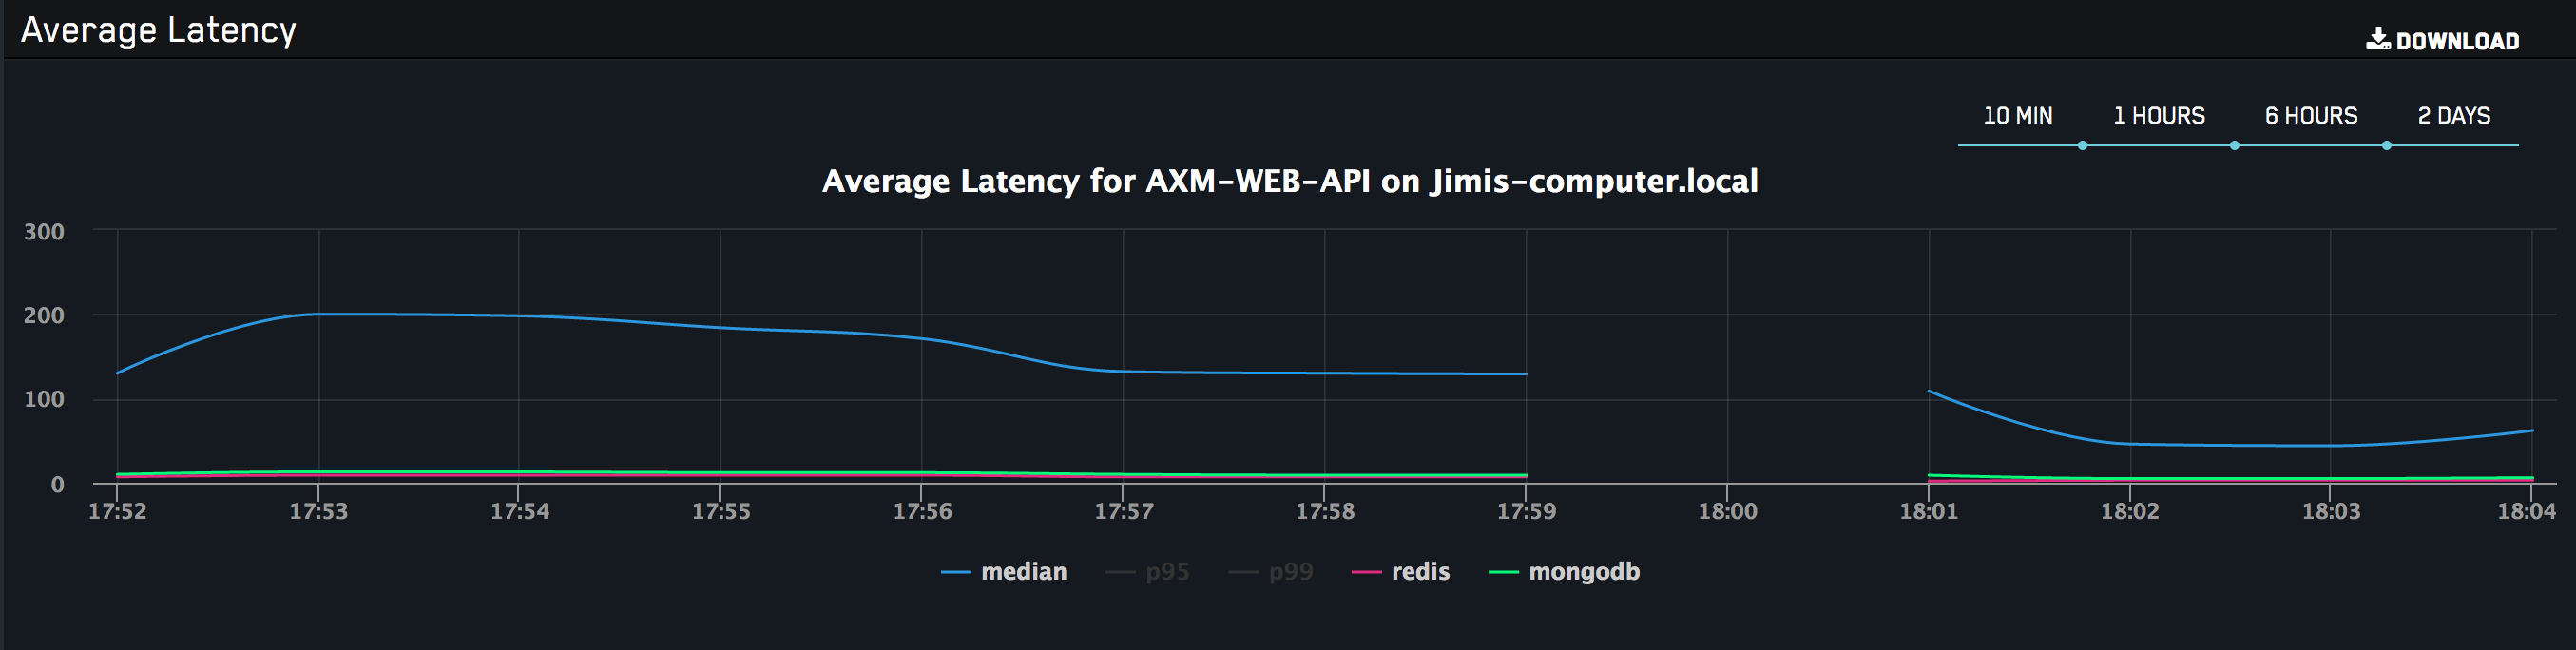 Average Latency
DOWNLOAD
10 MIN 1 HOURS 6 HOURS 2 DAYS
Average Latency for AXM-WEB-API on Jimis-computer.local
300
200
100
0
17:52 17:53 17:54 17:55 17:56 17:57 17:58 17:59 18:00 18:01 18:02 18:03 18:04
median p95 p99 redis mongodb